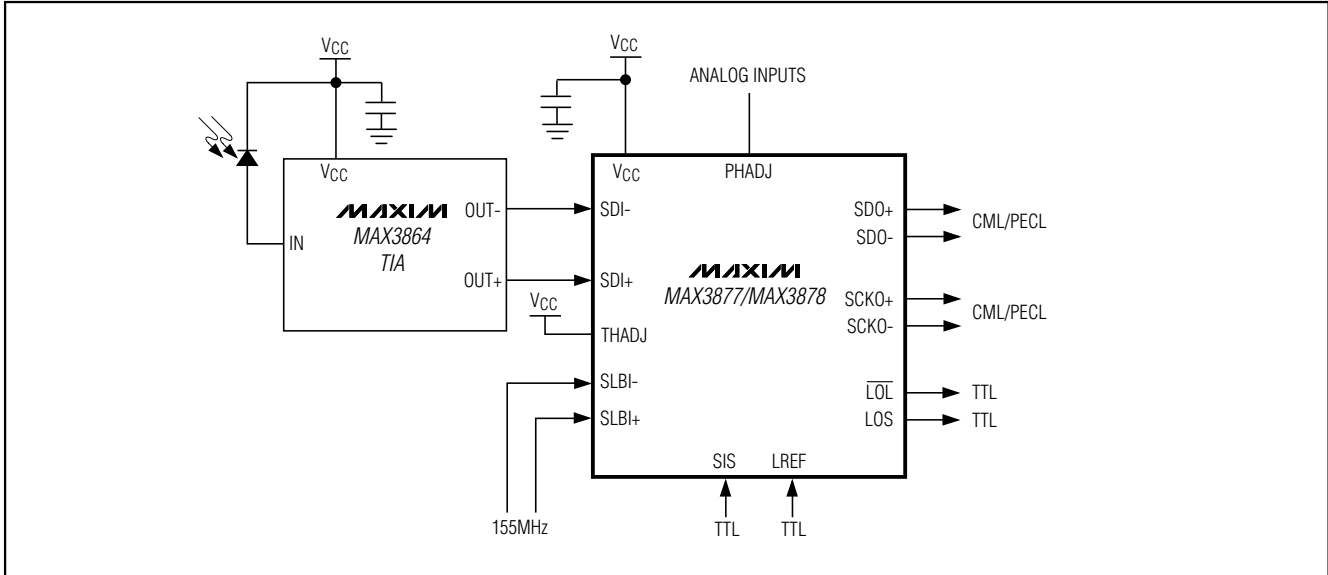 VCC
VCC
ANALOG INPUTS
VCC
MAXIM
MAX3864
TIA
IN
OUT-
OUT+
VCC
VCC
PHADJ
SDI-
SDI+
THADJ
SLBI-
SLBI+
MAXIM
MAX3877/MAX3878
SDO+
SDO-
CML/PECL
SCKO+
SCKO-
CML/PECL
LOL
TTL
LOS
TTL
SIS
LREF
155MHz
TTL
TTL